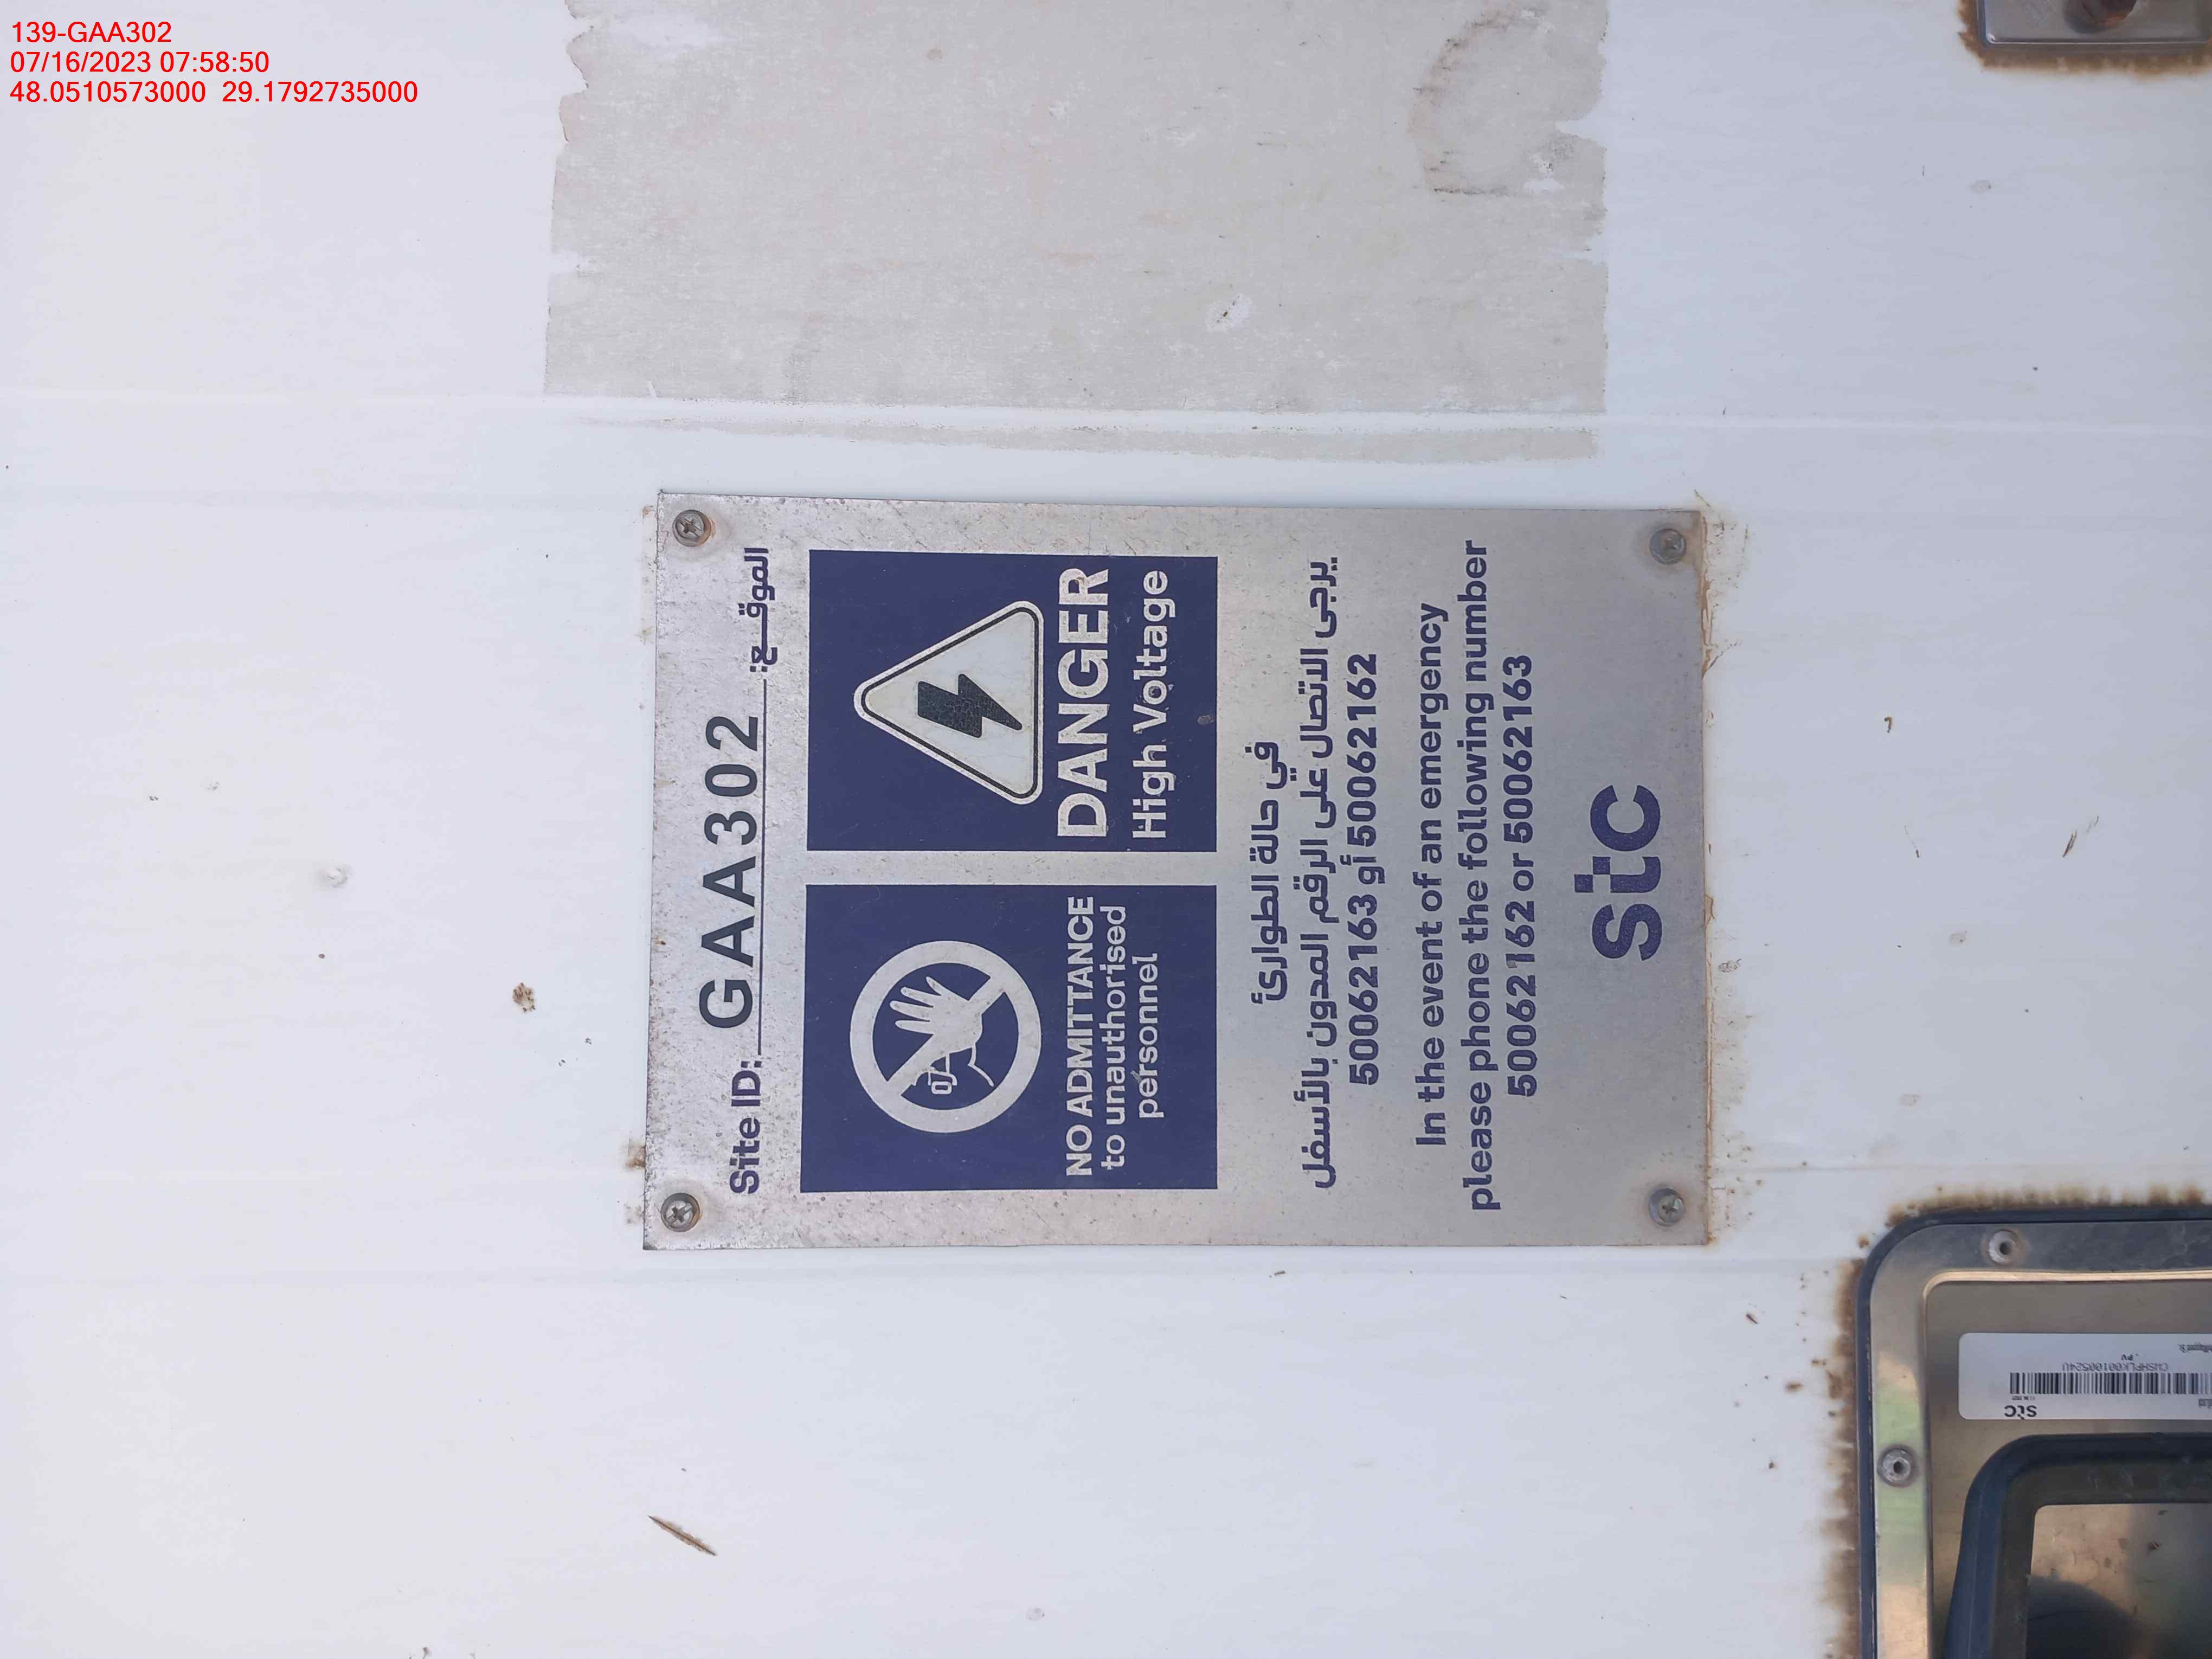 139-GAA302
07/16/2023 07:58:50
48.0510573000 29.1792735000
Site ID: GAA302 الموقـــع:
NO ADMITTANCE
to unauthorised
personnel
DANGER
High Voltage
في حالة الطوارئ
يرجى الاتصال على الرقم المدون بالأسفل
50062163 أو 50062162
In the event of an emergency
please phone the following number
50062162 or 50062163
stc
stc